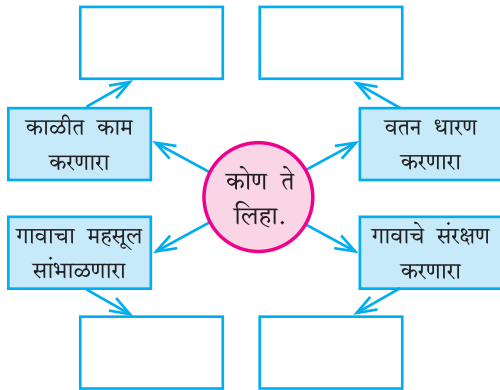 काळीत काम
करणारा
वतन धारण
करणारा
कोण ते
लिहा.
गावाचा महसूल
सांभाळणारा
गावाचे संरक्षण
करणारा